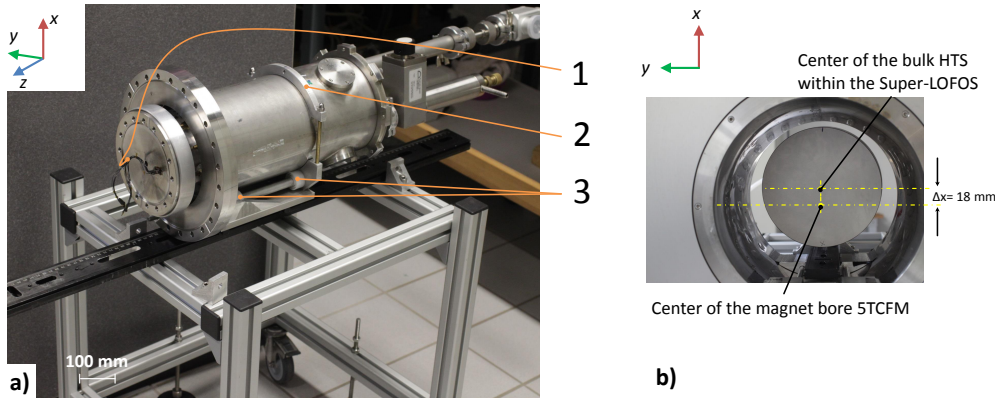 x
y
z
1
2
3
100 mm
a)
x
y
Center of the bulk HTS
within the Super-LOFOS
Δx= 18 mm
Center of the magnet bore 5TCFM
b)